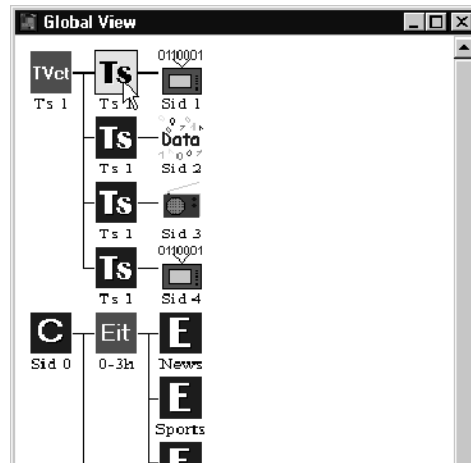 Global View
TVct Ts 0110001
Ts 1 Ts 1 Sid 1
Ts Data
Ts 1 Sid 2
Ts
Ts 1 Sid 3
0110001
Ts
Ts 1 Sid 4
C Eit E
Sid 0 0-3h News
E
Sports
E